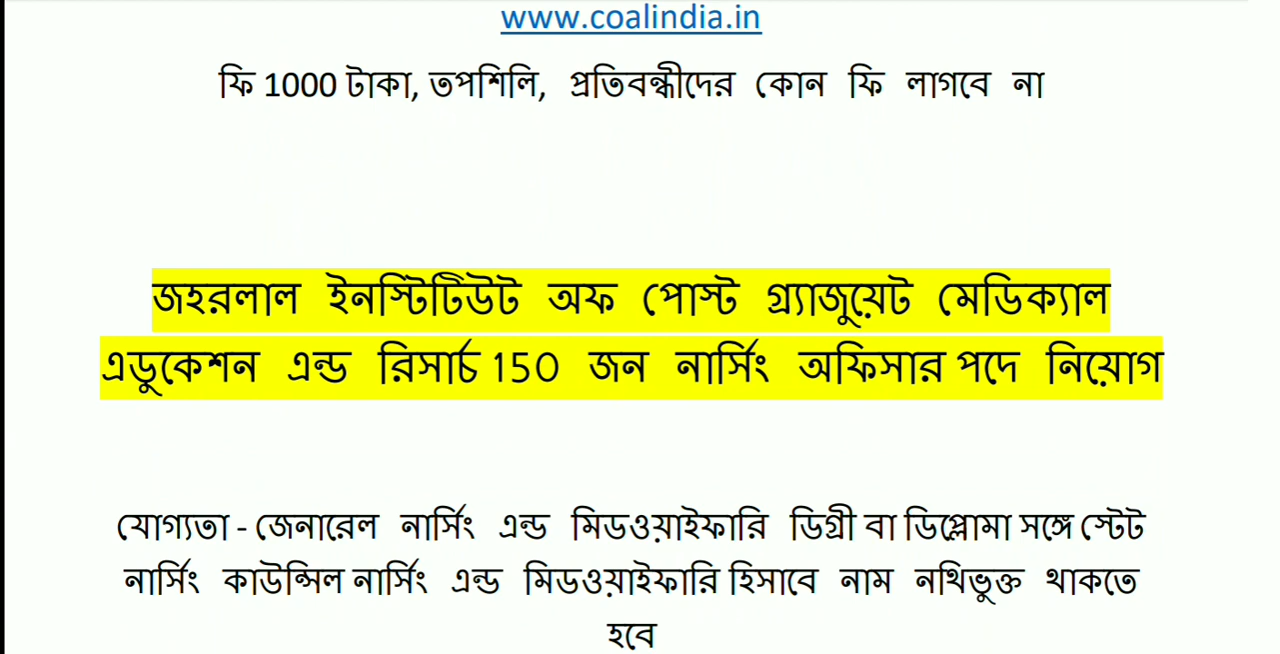 www.coalindia.in
ফি 1000 টাকা, তপশিলি, প্রতিবন্ধীদের কোন ফি লাগবে না
জহরলাল ইনস্টিটিউট অফ পোস্ট গ্র্যাজুয়েট মেডিক্যাল
এডুকেশন এন্ড রিসার্চ 150 জন নার্সিং অফিসার পদে নিয়োগ
যোগ্যতা - জেনারেল নার্সিং এন্ড মিডওয়াইফারি ডিগ্রী বা ডিপ্লোমা সঙ্গে স্টেট
নার্সিং কাউন্সিল নার্সিং এন্ড মিডওয়াইফারি হিসাবে নাম নথিভুক্ত থাকতে
হবে